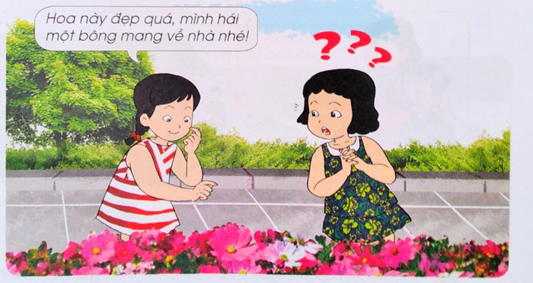 Hoa này đẹp quá, mình hái
một bông mang về nhà nhé!
???